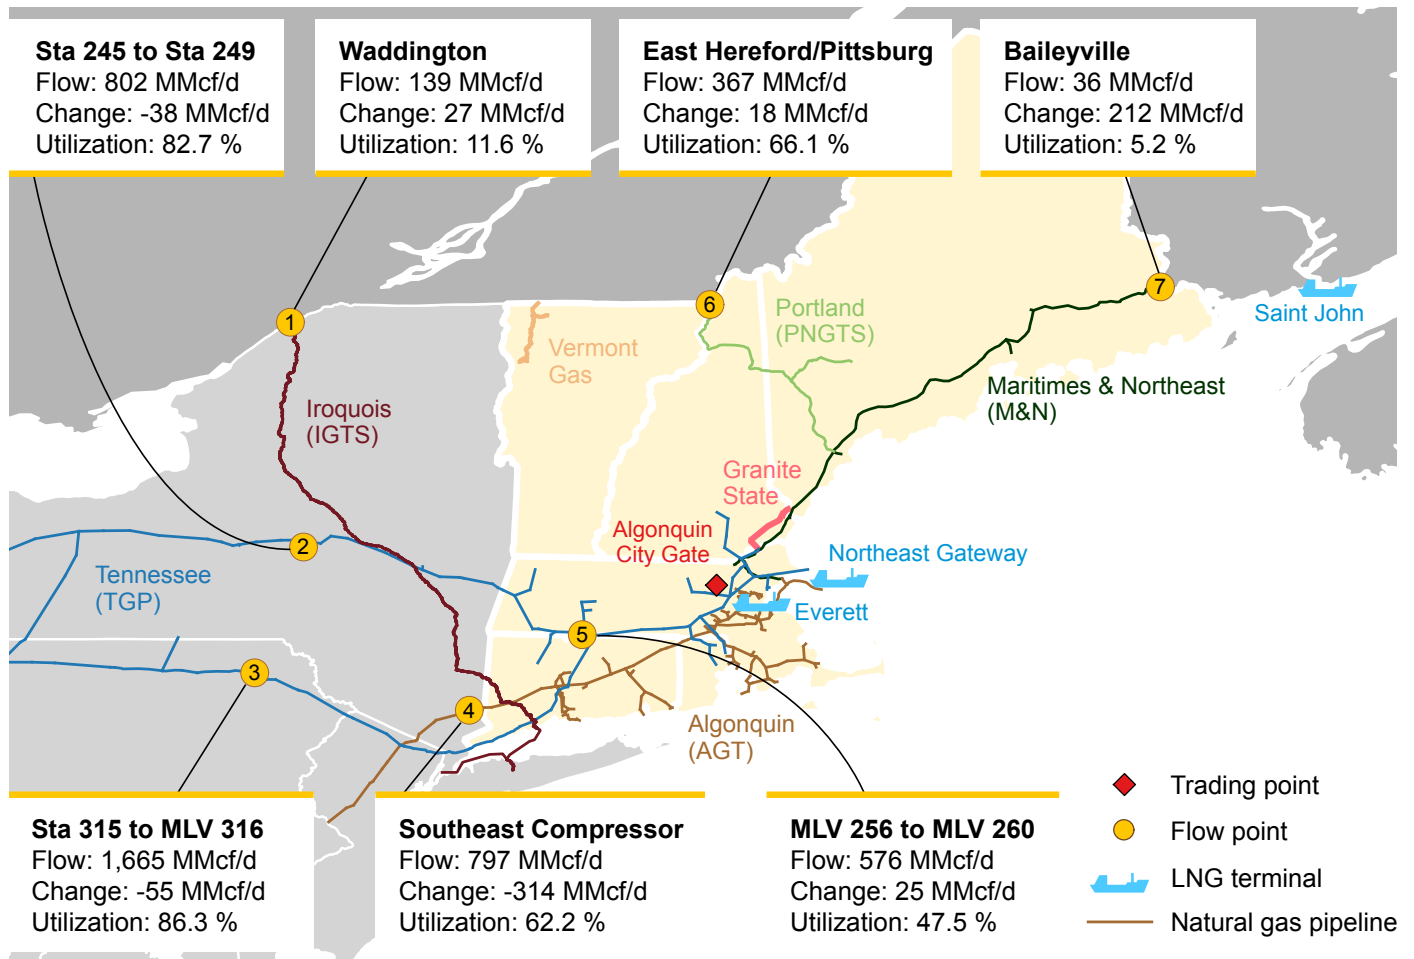 Sta 245 to Sta 249
Flow: 802 MMcf/d
Change: -38 MMcf/d
Utilization: 82.7 %
Waddington
Flow: 139 MMcf/d
Change: 27 MMcf/d
Utilization: 11.6 %
East Hereford/Pittsburg
Flow: 367 MMcf/d
Change: 18 MMcf/d
Utilization: 66.1 %
Baileyville
Flow: 36 MMcf/d
Change: 212 MMcf/d
Utilization: 5.2 %
1
6
7
Portland
(PNGTS)
Saint John
Vermont
Gas
Maritimes & Northeast
(M&N)
Iroquois
(IGTS)
Granite
State
Algonquin
City Gate
2
Northeast Gateway
Tennessee
(TGP)
Everett
5
3
4
Algonquin
(AGT)
Sta 315 to MLV 316
Flow: 1,665 MMcf/d
Change: -55 MMcf/d
Utilization: 86.3 %
Southeast Compressor
Flow: 797 MMcf/d
Change: -314 MMcf/d
Utilization: 62.2 %
MLV 256 to MLV 260
Flow: 576 MMcf/d
Change: 25 MMcf/d
Utilization: 47.5 %
Trading point
Flow point
LNG terminal
Natural gas pipeline